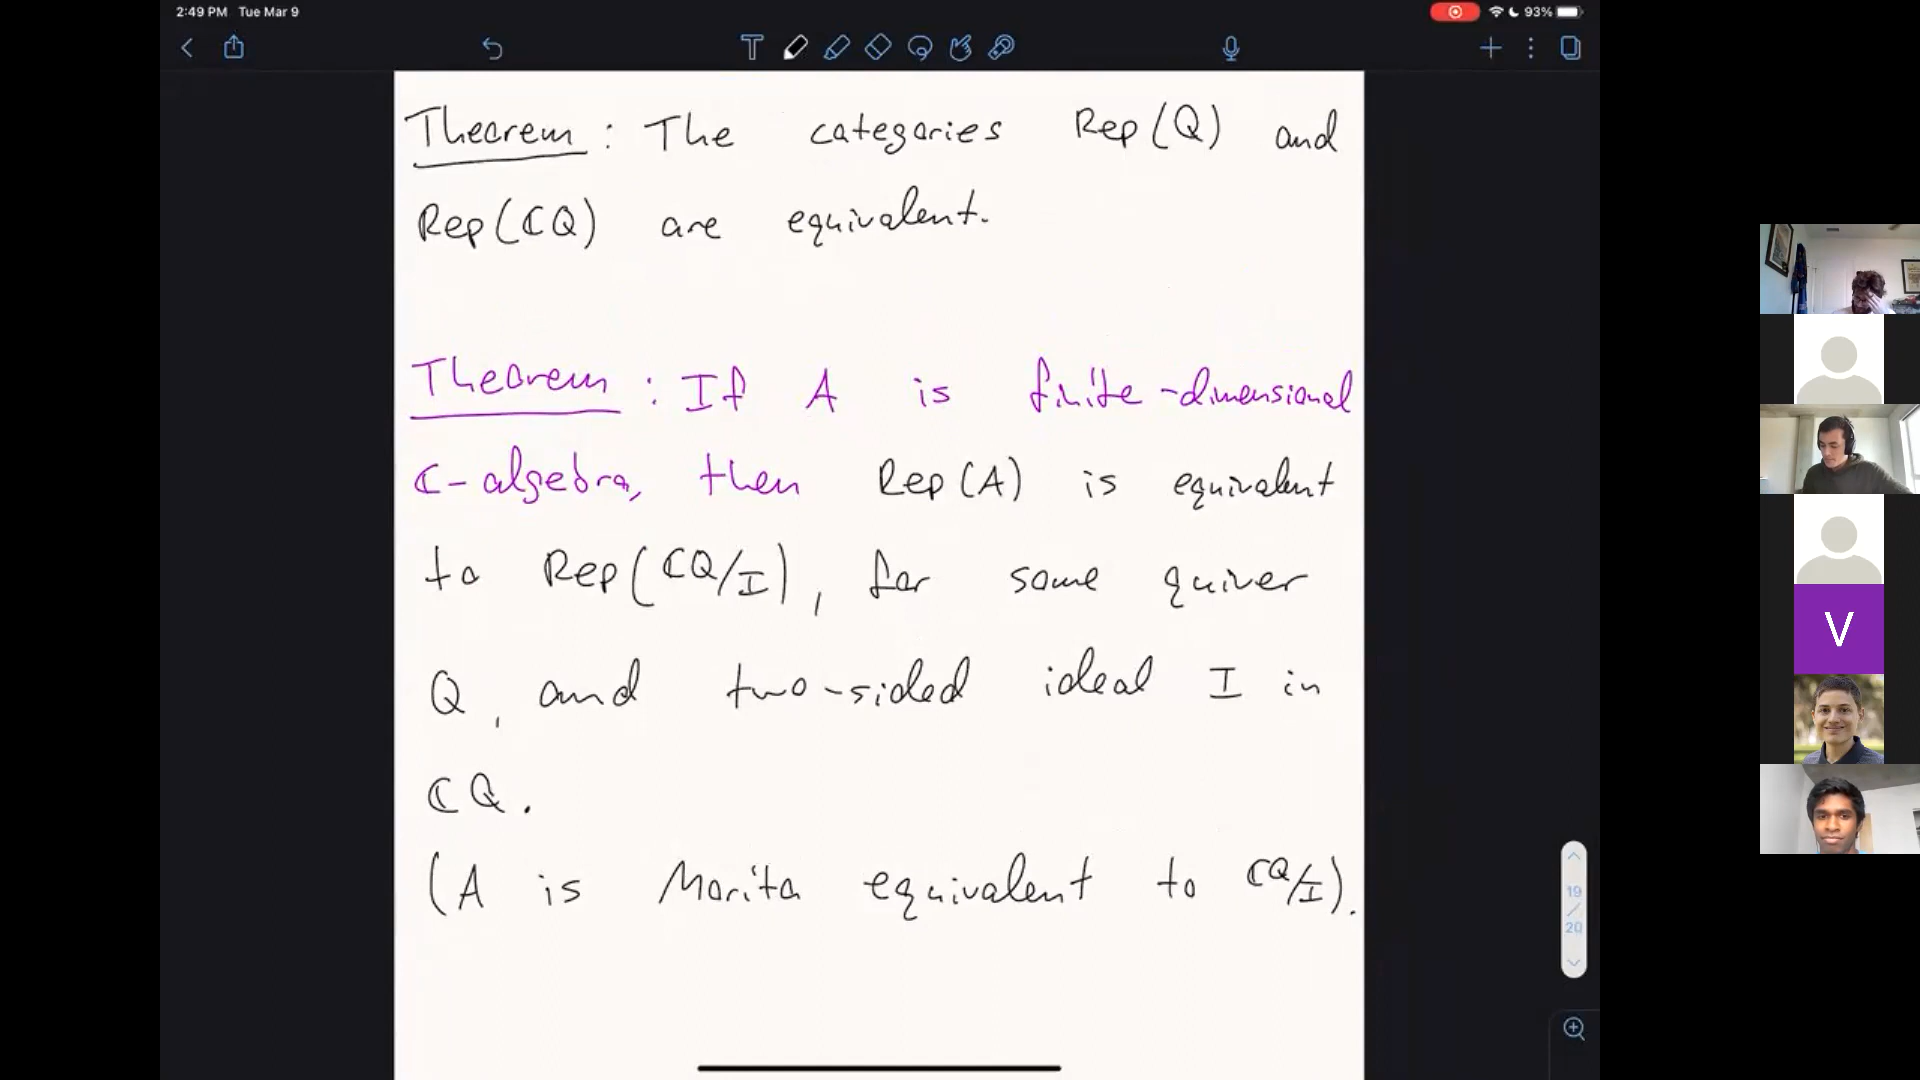 2:49 PM Tue Mar 9
93%
Theorem : The categories Rep(Q) and
Rep(ℂQ) are equivalent.
Theorem : If A is finite-dimensional
ℂ-algebra, then Rep(A) is equivalent
to Rep(ℂQ/I), for some quiver
Q, and two-sided ideal I in
ℂQ.
(A is Morita equivalent to ℂQ/I).
V
19
/
20